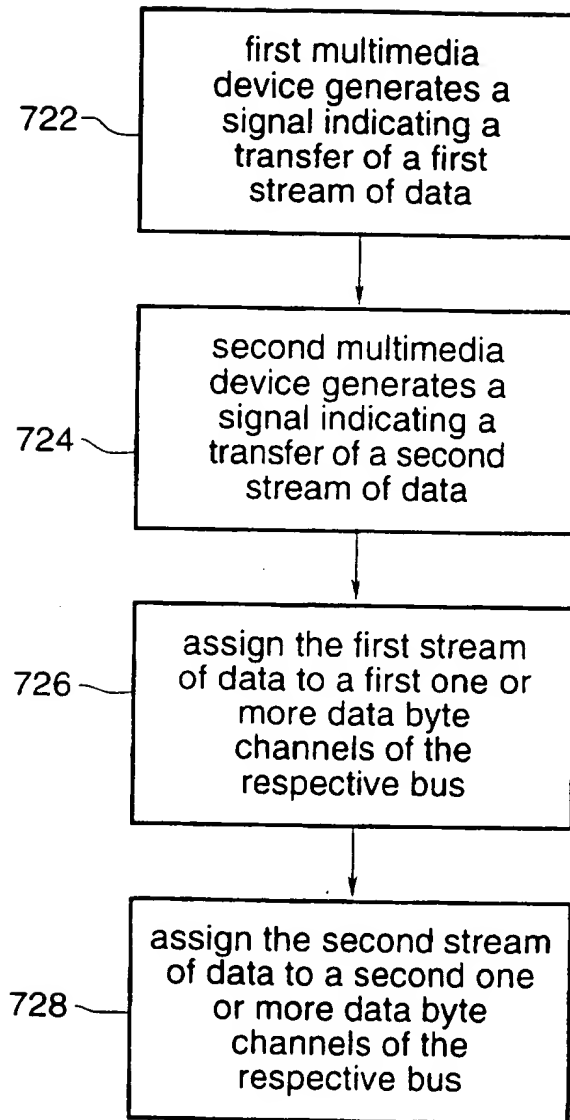 first multimedia
device generates a
signal indicating a
transfer of a first
stream of data
722
second multimedia
device generates a
signal indicating a
transfer of a second
stream of data
724
assign the first stream
of data to a first one or
more data byte
channels of the
respective bus
726
assign the second stream
of data to a second one
or more data byte
channels of the
respective bus
728